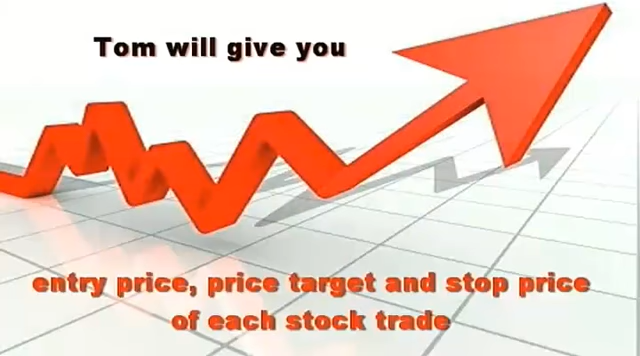 Tom will give you
entry price, price target and stop price
of each stock trade